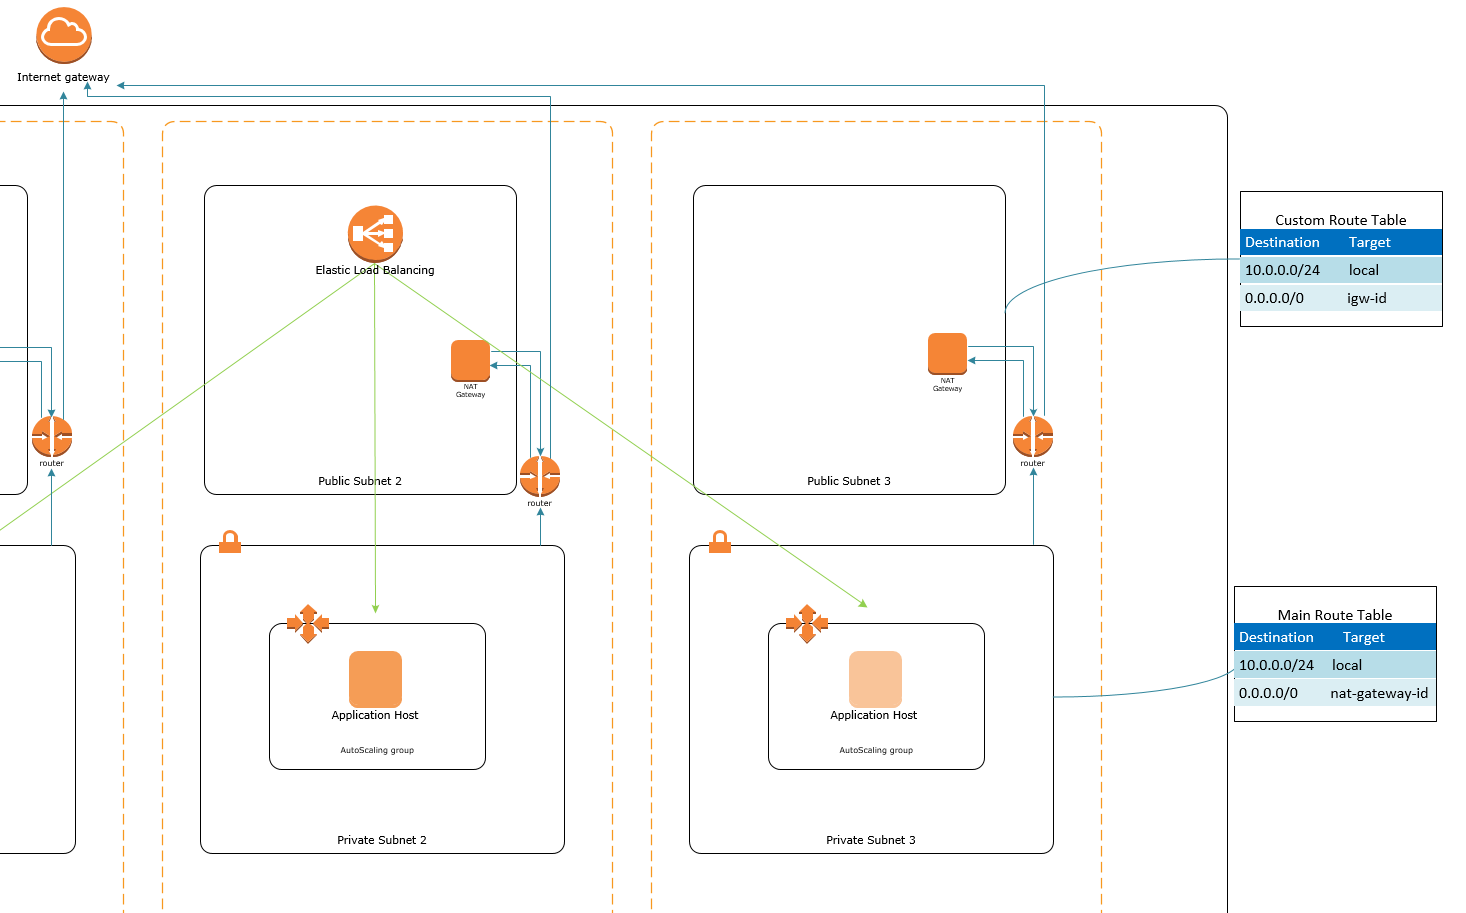 Internet gateway
Elastic Load Balancing
NAT
Gateway
router
Public Subnet 2
NAT
Gateway
router
Public Subnet 3
router
Application Host
AutoScaling group
Private Subnet 2
Application Host
AutoScaling group
Private Subnet 3
Custom Route Table
Destination Target
10.0.0.0/24 local
0.0.0.0/0 igw-id
Main Route Table
Destination Target
10.0.0.0/24 local
0.0.0.0/0 nat-gateway-id